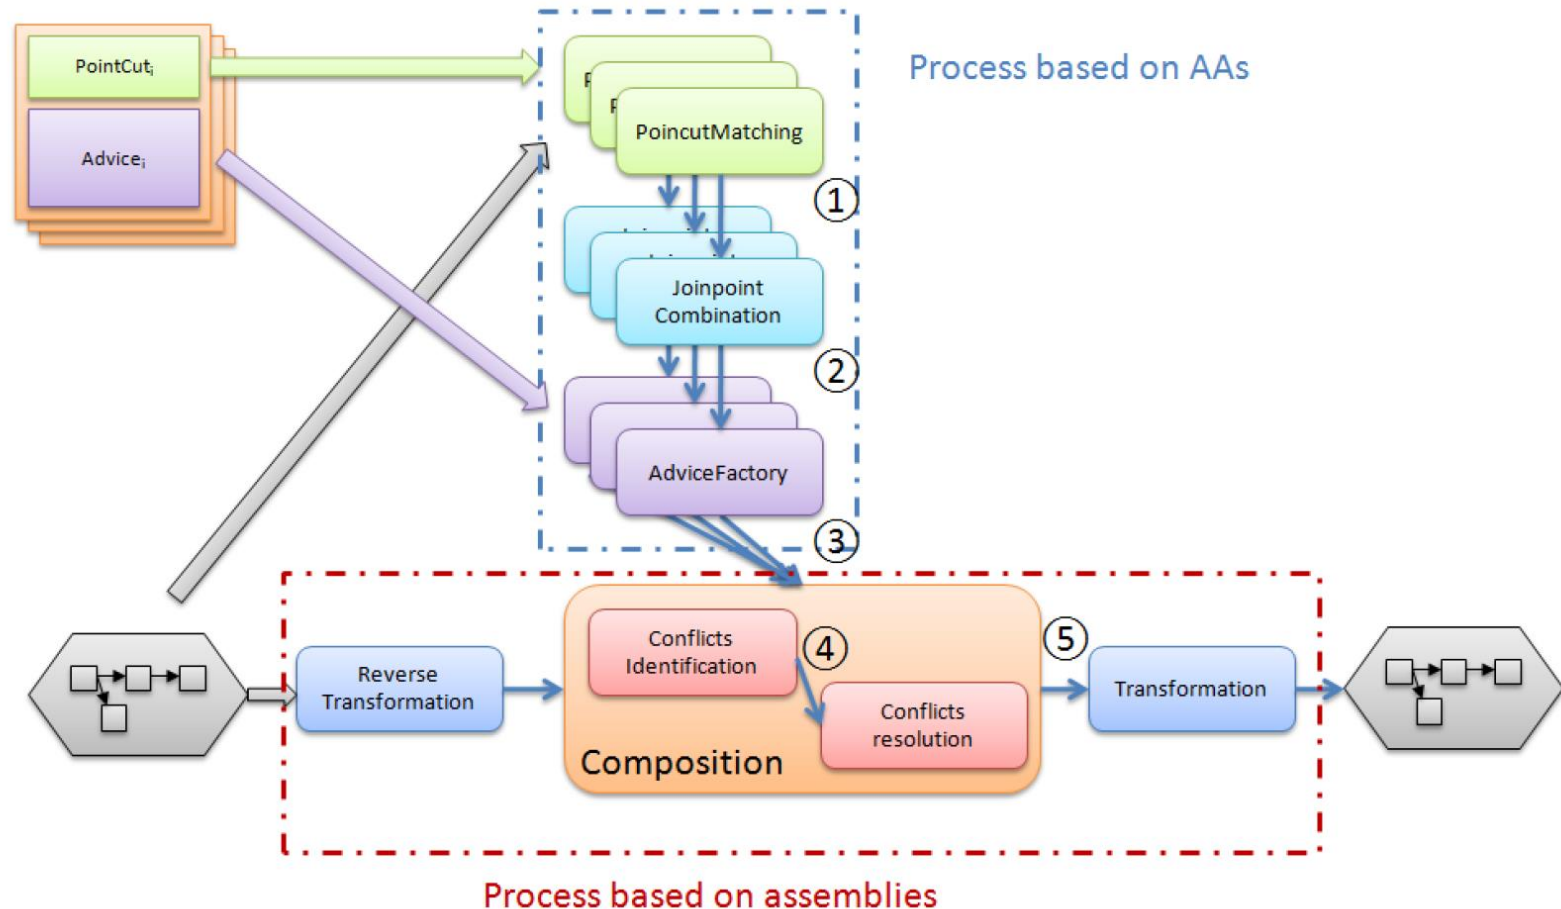 PointCutᵢ
Adviceᵢ
Process based on AAs
P
P
PoincutMatching
①
Joinpoint
Combination
②
AdviceFactory
③
Reverse
Transformation
Conflicts
Identification
④
Conflicts
resolution
Composition
⑤
Transformation
Process based on assemblies